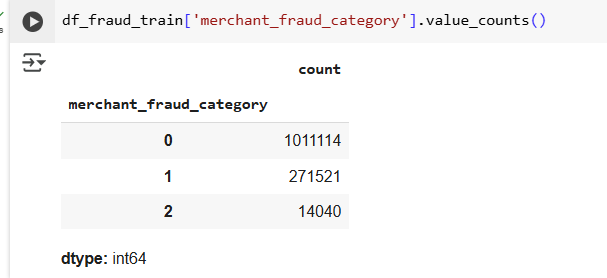 df_fraud_train['merchant_fraud_category'].value_counts()
count
merchant_fraud_category
0 1011114
1 271521
2 14040
dtype: int64